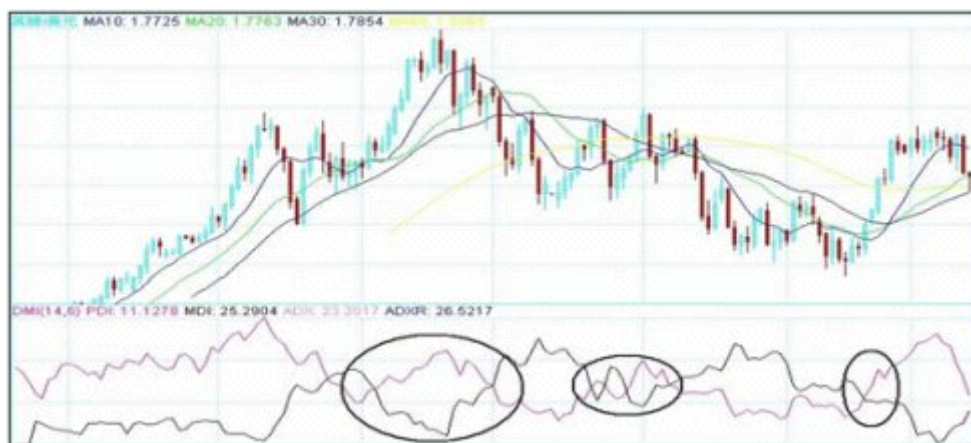 英鎊-美元 MA10: 1.7725 MA20: 1.7763 MA30: 1.7854
DMI(14,6) PDI: 11.1278 MDI: 25.2904 ADX: 23.2017 ADXR: 26.5217